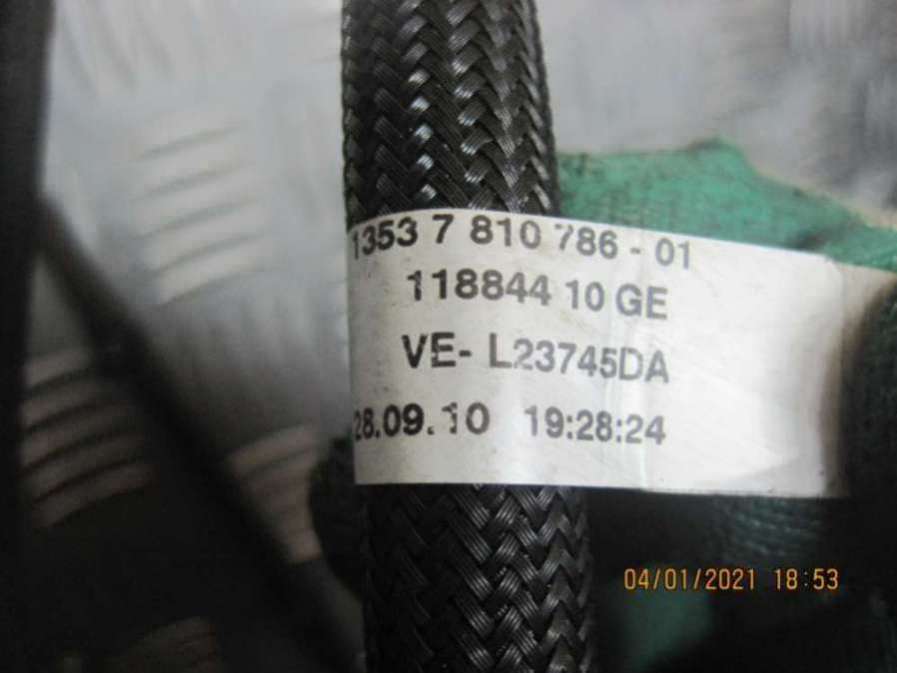 1353 7 810 786 - 01
118844 10 GE
VE- L23745DA
28.09.10 19:28:24
04/01/2021 18:53